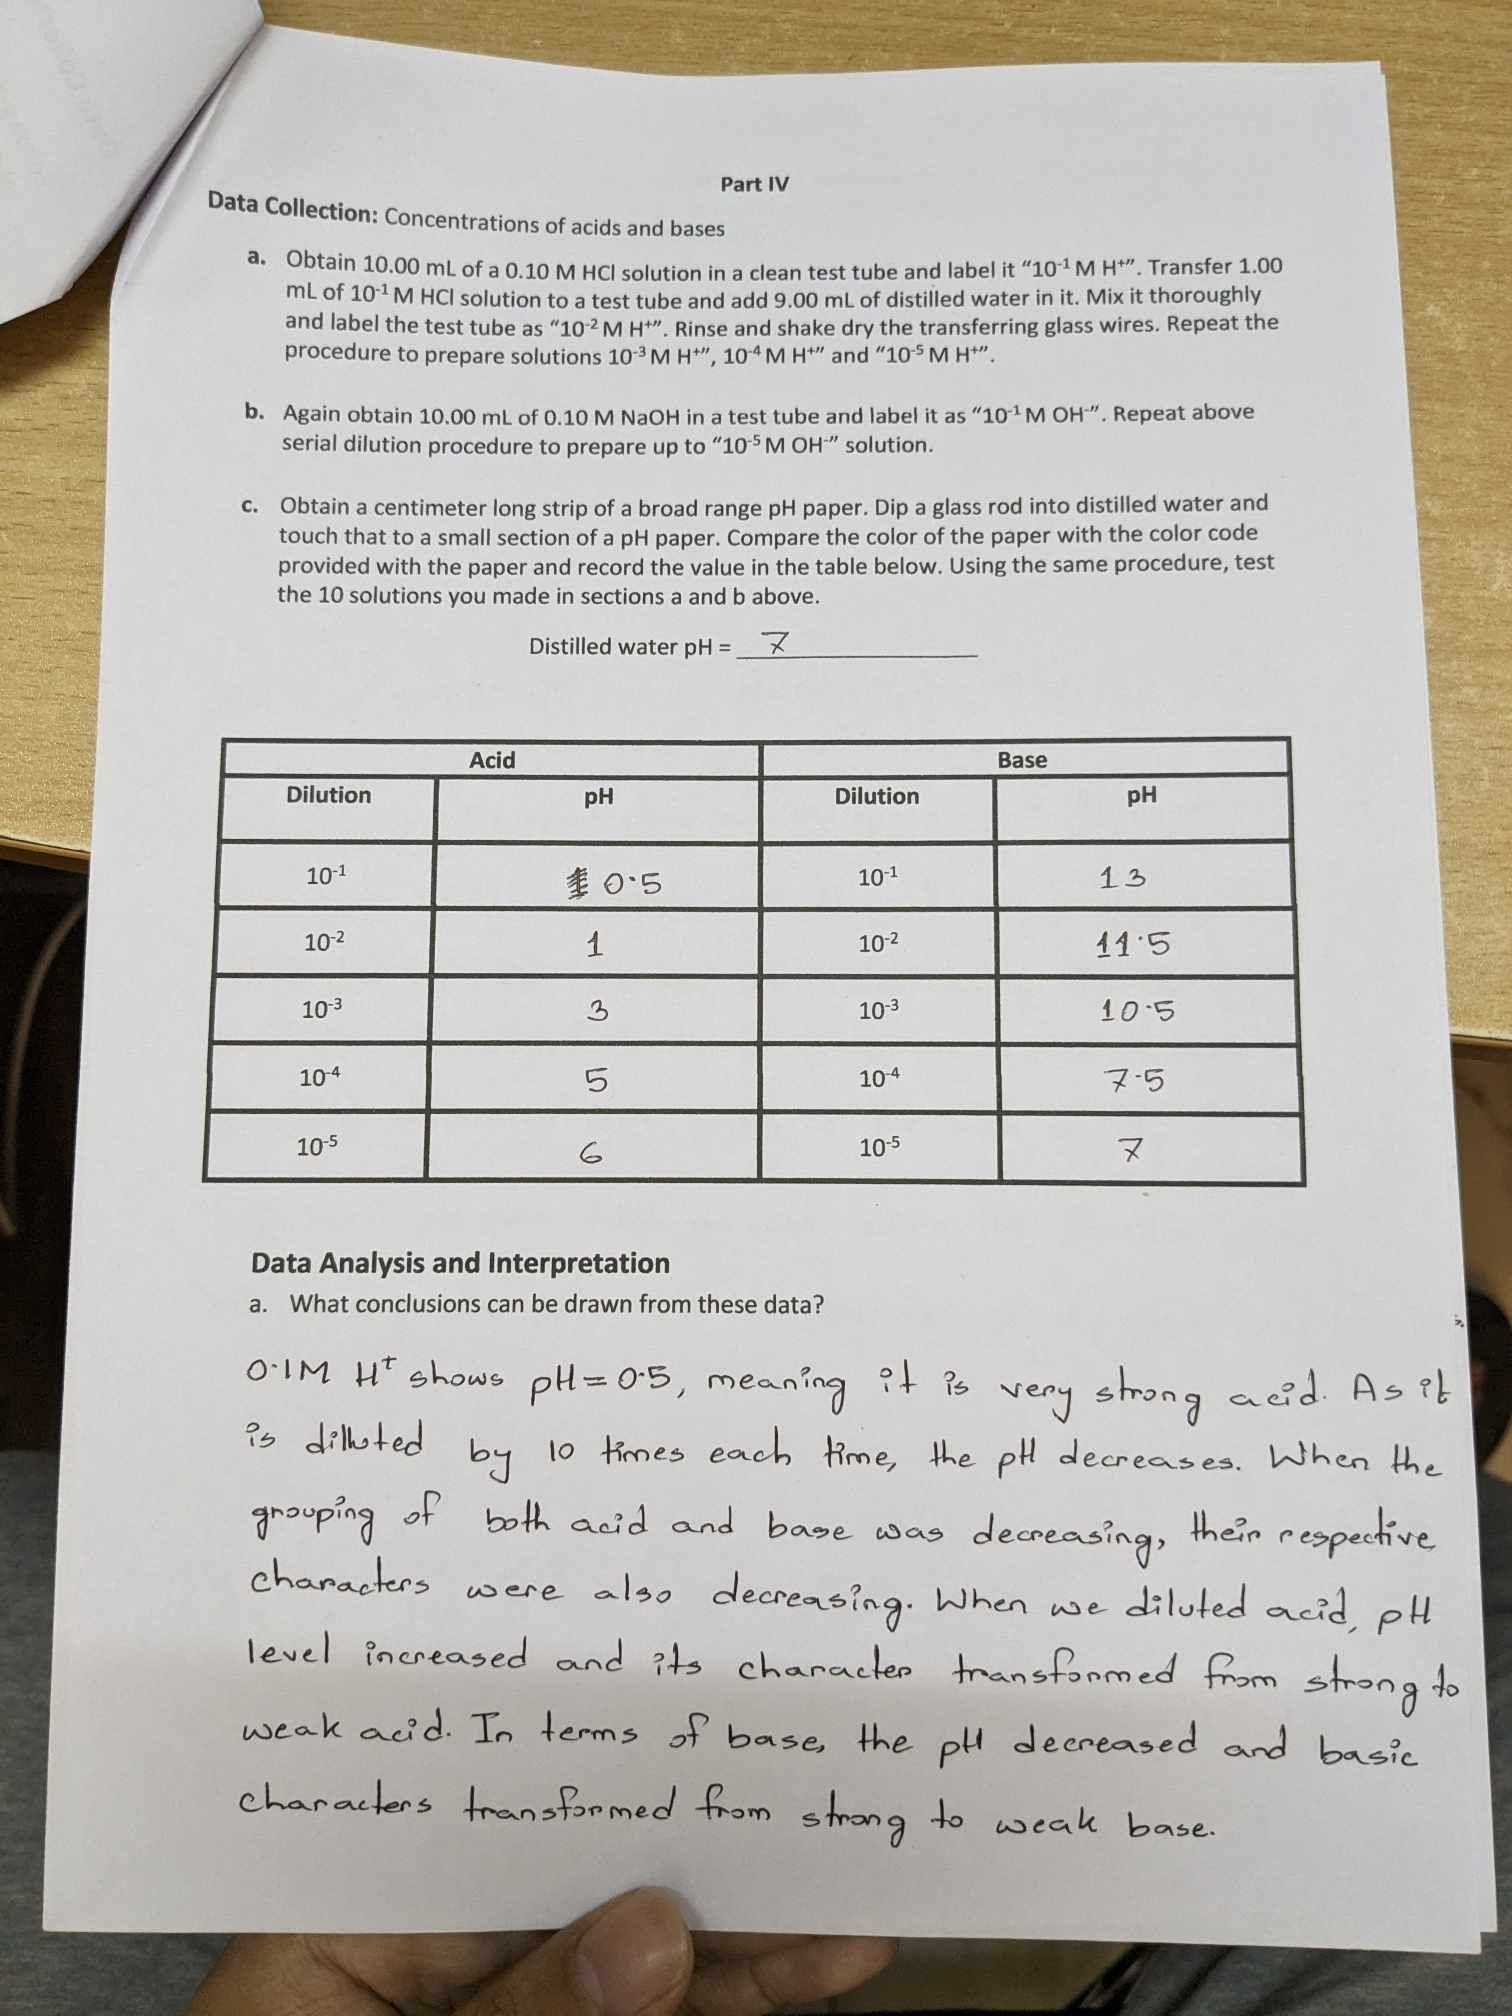 Part IV
Data Collection: Concentrations of acids and bases
a. Obtain 10.00 mL of a 0.10 M HCl solution in a clean test tube and label it “10⁻¹ M H⁺”. Transfer 1.00
mL of 10⁻¹ M HCl solution to a test tube and add 9.00 mL of distilled water in it. Mix it thoroughly
and label the test tube as “10⁻² M H⁺”. Rinse and shake dry the transferring glass wires. Repeat the
procedure to prepare solutions 10⁻³ M H⁺”, 10⁻⁴ M H⁺” and “10⁻⁵ M H⁺”.
b. Again obtain 10.00 mL of 0.10 M NaOH in a test tube and label it as “10⁻¹ M OH⁻”. Repeat above
serial dilution procedure to prepare up to “10⁻⁵ M OH⁻” solution.
c. Obtain a centimeter long strip of a broad range pH paper. Dip a glass rod into distilled water and
touch that to a small section of a pH paper. Compare the color of the paper with the color code
provided with the paper and record the value in the table below. Using the same procedure, test
the 10 solutions you made in sections a and b above.
Distilled water pH = 7
Acid Base
Dilution pH Dilution pH
10⁻¹ 0.5 10⁻¹ 13
10⁻² 1 10⁻² 11.5
10⁻³ 3 10⁻³ 10.5
10⁻⁴ 5 10⁻⁴ 7.5
10⁻⁵ 6 10⁻⁵ 7
Data Analysis and Interpretation
a. What conclusions can be drawn from these data?
0.1M H⁺ shows pH = 0.5, meaning it is very strong acid. As it
is diluted by 10 times each time, the pH decreases. When the
grouping of both acid and base was decreasing, their respective
characters were also decreasing. When we diluted acid, pH
level increased and its character transformed from strong to
weak acid. In terms of base, the pH decreased and basic
characters transformed from strong to weak base.